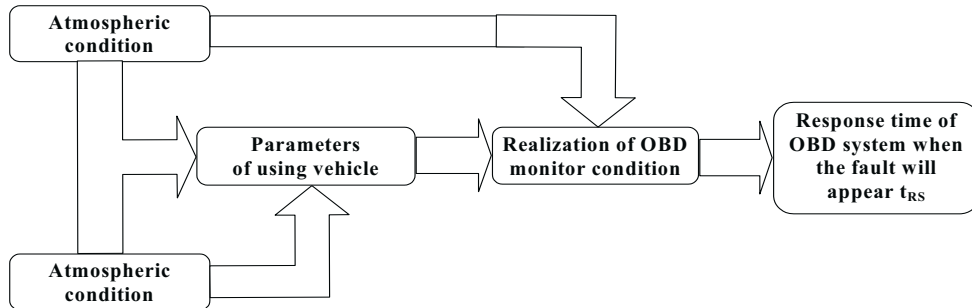 Atmospheric
condition
Parameters
of using vehicle
Realization of OBD
monitor condition
Response time of
OBD system when
the fault will
appear tRS
Atmospheric
condition